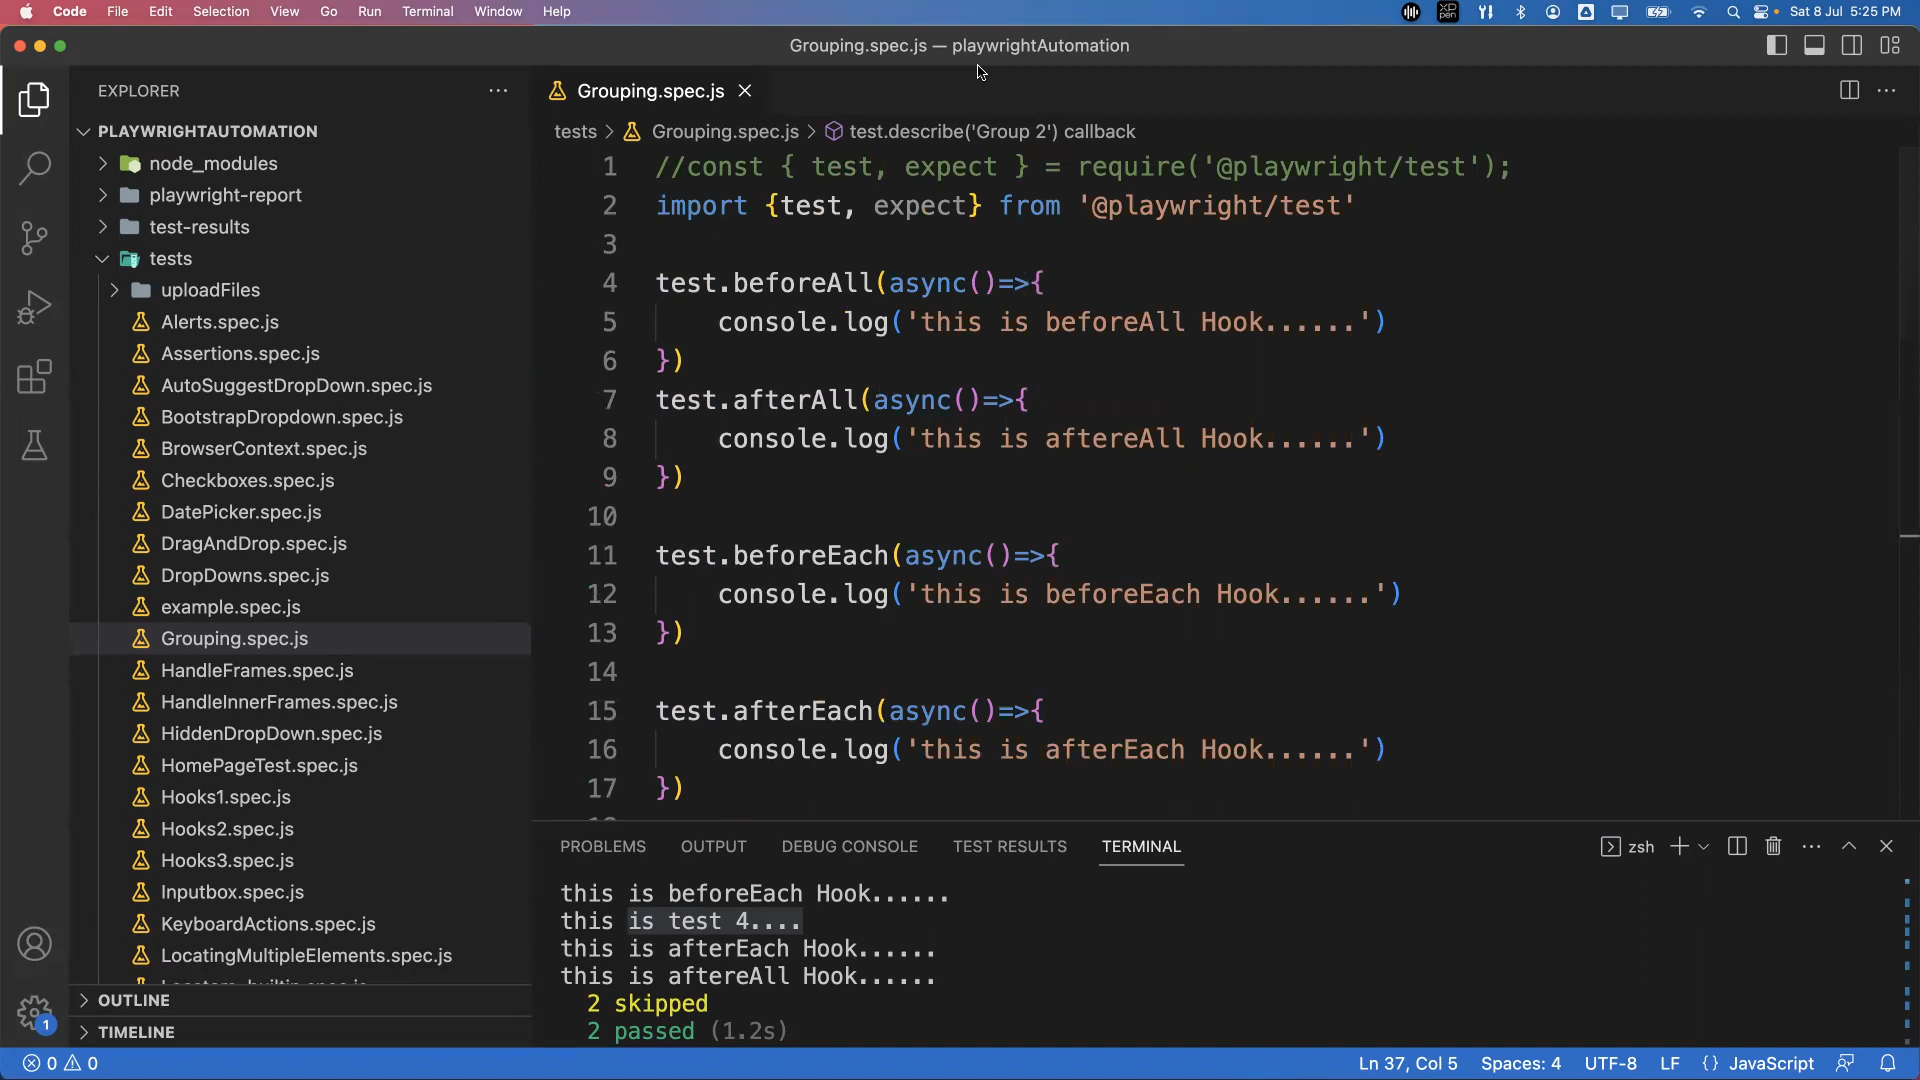 Code File Edit Selection View Go Run Terminal Window Help
XP PEN
Sat 8 Jul 5:25 PM
Grouping.spec.js — playwrightAutomation
EXPLORER
PLAYWRIGHTAUTOMATION
node_modules
playwright-report
test-results
tests
uploadFiles
Alerts.spec.js
Assertions.spec.js
AutoSuggestDropDown.spec.js
BootstrapDropdown.spec.js
BrowserContext.spec.js
Checkboxes.spec.js
DatePicker.spec.js
DragAndDrop.spec.js
DropDowns.spec.js
example.spec.js
Grouping.spec.js
HandleFrames.spec.js
HandleInnerFrames.spec.js
HiddenDropDown.spec.js
HomePageTest.spec.js
Hooks1.spec.js
Hooks2.spec.js
Hooks3.spec.js
Inputbox.spec.js
KeyboardActions.spec.js
LocatingMultipleElements.spec.js
OUTLINE
TIMELINE
1
Grouping.spec.js
tests > Grouping.spec.js > test.describe('Group 2') callback
1 //const { test, expect } = require('@playwright/test');
2 import {test, expect} from '@playwright/test'
3
4 test.beforeAll(async()=>{
5 console.log('this is beforeAll Hook......')
6 })
7 test.afterAll(async()=>{
8 console.log('this is aftereAll Hook......')
9 })
10
11 test.beforeEach(async()=>{
12 console.log('this is beforeEach Hook......')
13 })
14
15 test.afterEach(async()=>{
16 console.log('this is afterEach Hook......')
17 })
PROBLEMS OUTPUT DEBUG CONSOLE TEST RESULTS TERMINAL
zsh
this is beforeEach Hook......
this is test 4....
this is afterEach Hook......
this is aftereAll Hook......
2 skipped
2 passed (1.2s)
0 0
Ln 37, Col 5 Spaces: 4 UTF-8 LF {} JavaScript